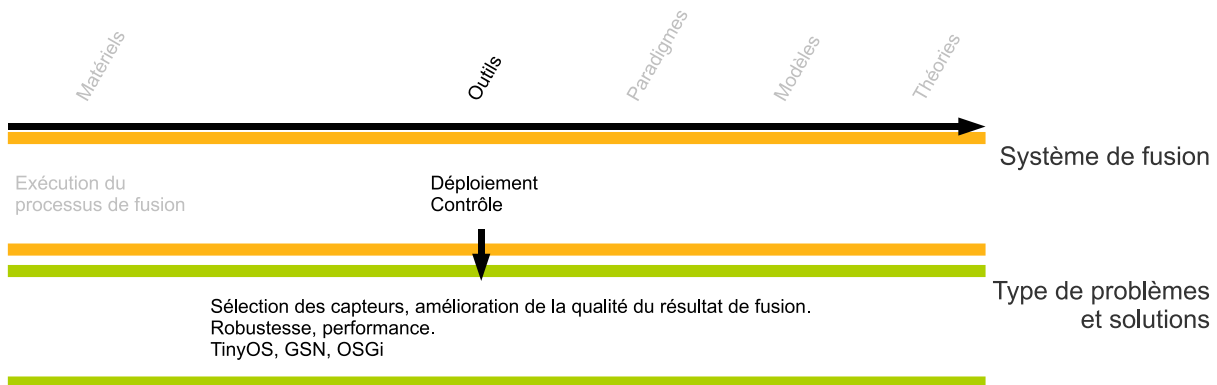 Matériels
Outils
Paradigmes
Modèles
Théories
Système de fusion
Exécution du
processus de fusion
Déploiement
Contrôle
Type de problèmes
et solutions
Sélection des capteurs, amélioration de la qualité du résultat de fusion.
Robustesse, performance.
TinyOS, GSN, OSGi